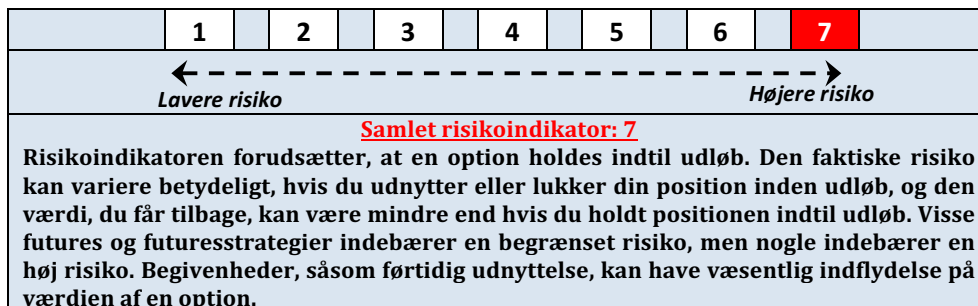 1 2 3 4 5 6 7
Lavere risiko Højere risiko
Samlet risikoindikator: 7
Risikoindikatoren forudsætter, at en option holdes indtil udløb. Den faktiske risiko
kan variere betydeligt, hvis du udnytter eller lukker din position inden udløb, og den
værdi, du får tilbage, kan være mindre end hvis du holdt positionen indtil udløb. Visse
futures og futuresstrategier indebærer en begrænset risiko, men nogle indebærer en
høj risiko. Begivenheder, såsom førtidig udnyttelse, kan have væsentlig indflydelse på
værdien af en option.